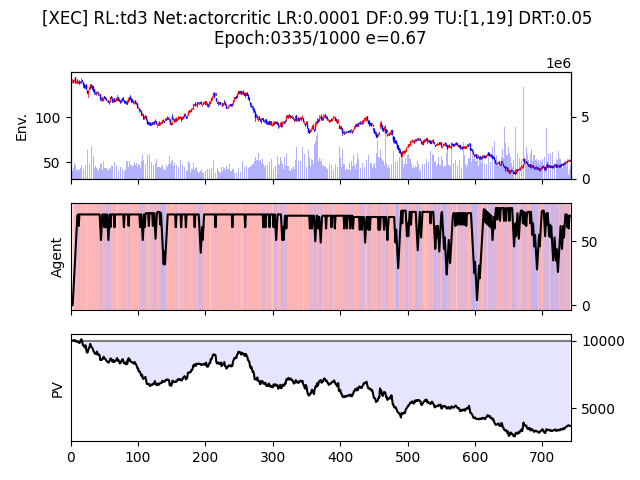 [XEC] RL:td3 Net:actorcritic LR:0.0001 DF:0.99 TU:[1,19] DRT:0.05
Epoch:0335/1000 e=0.67
1e6
Env.
100
50
5
0
Agent
50
0
PV
10000
5000
0 100 200 300 400 500 600 700